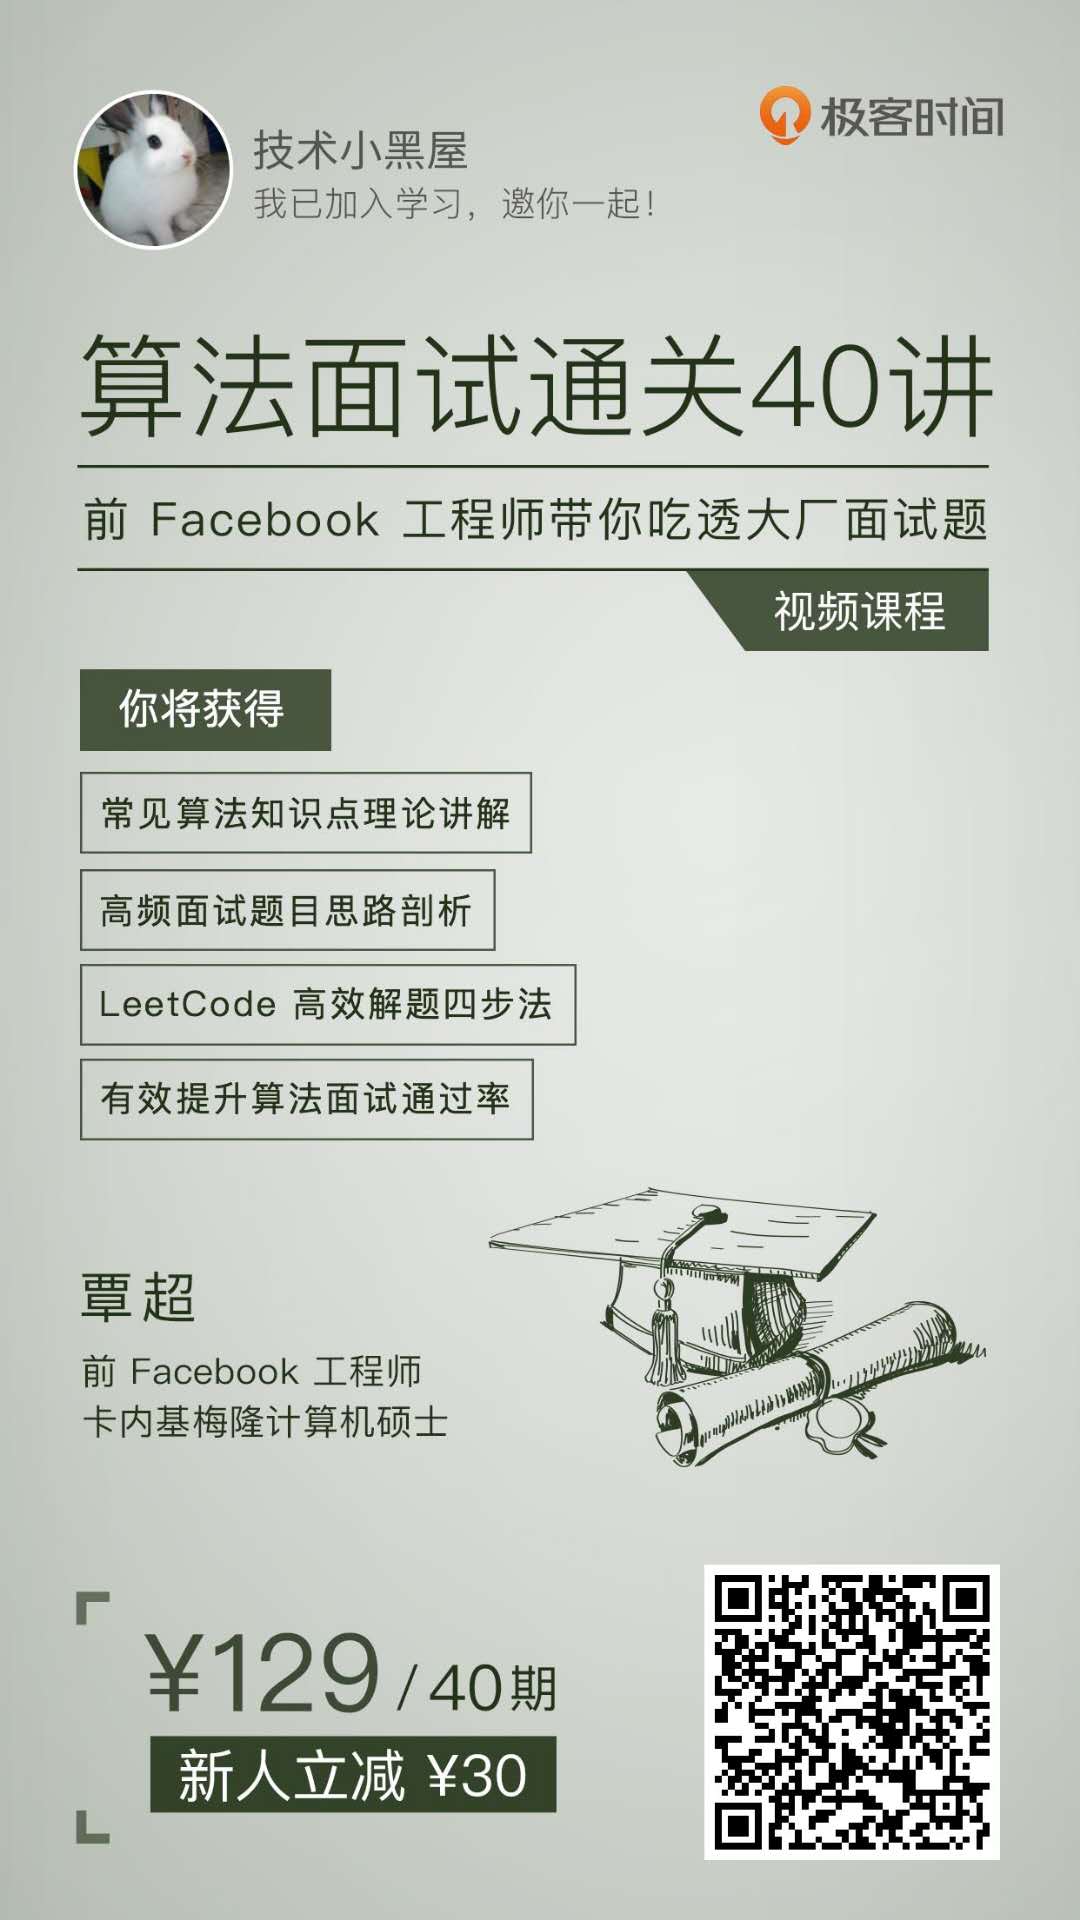 极客时间
技术小黑屋
我已加入学习，邀你一起！
算法面试通关40讲
前 Facebook 工程师带你吃透大厂面试题
视频课程
你将获得
常见算法知识点理论讲解
高频面试题目思路剖析
LeetCode 高效解题四步法
有效提升算法面试通过率
覃超
前 Facebook 工程师
卡内基梅隆计算机硕士
¥129/40期
新人立减 ¥30